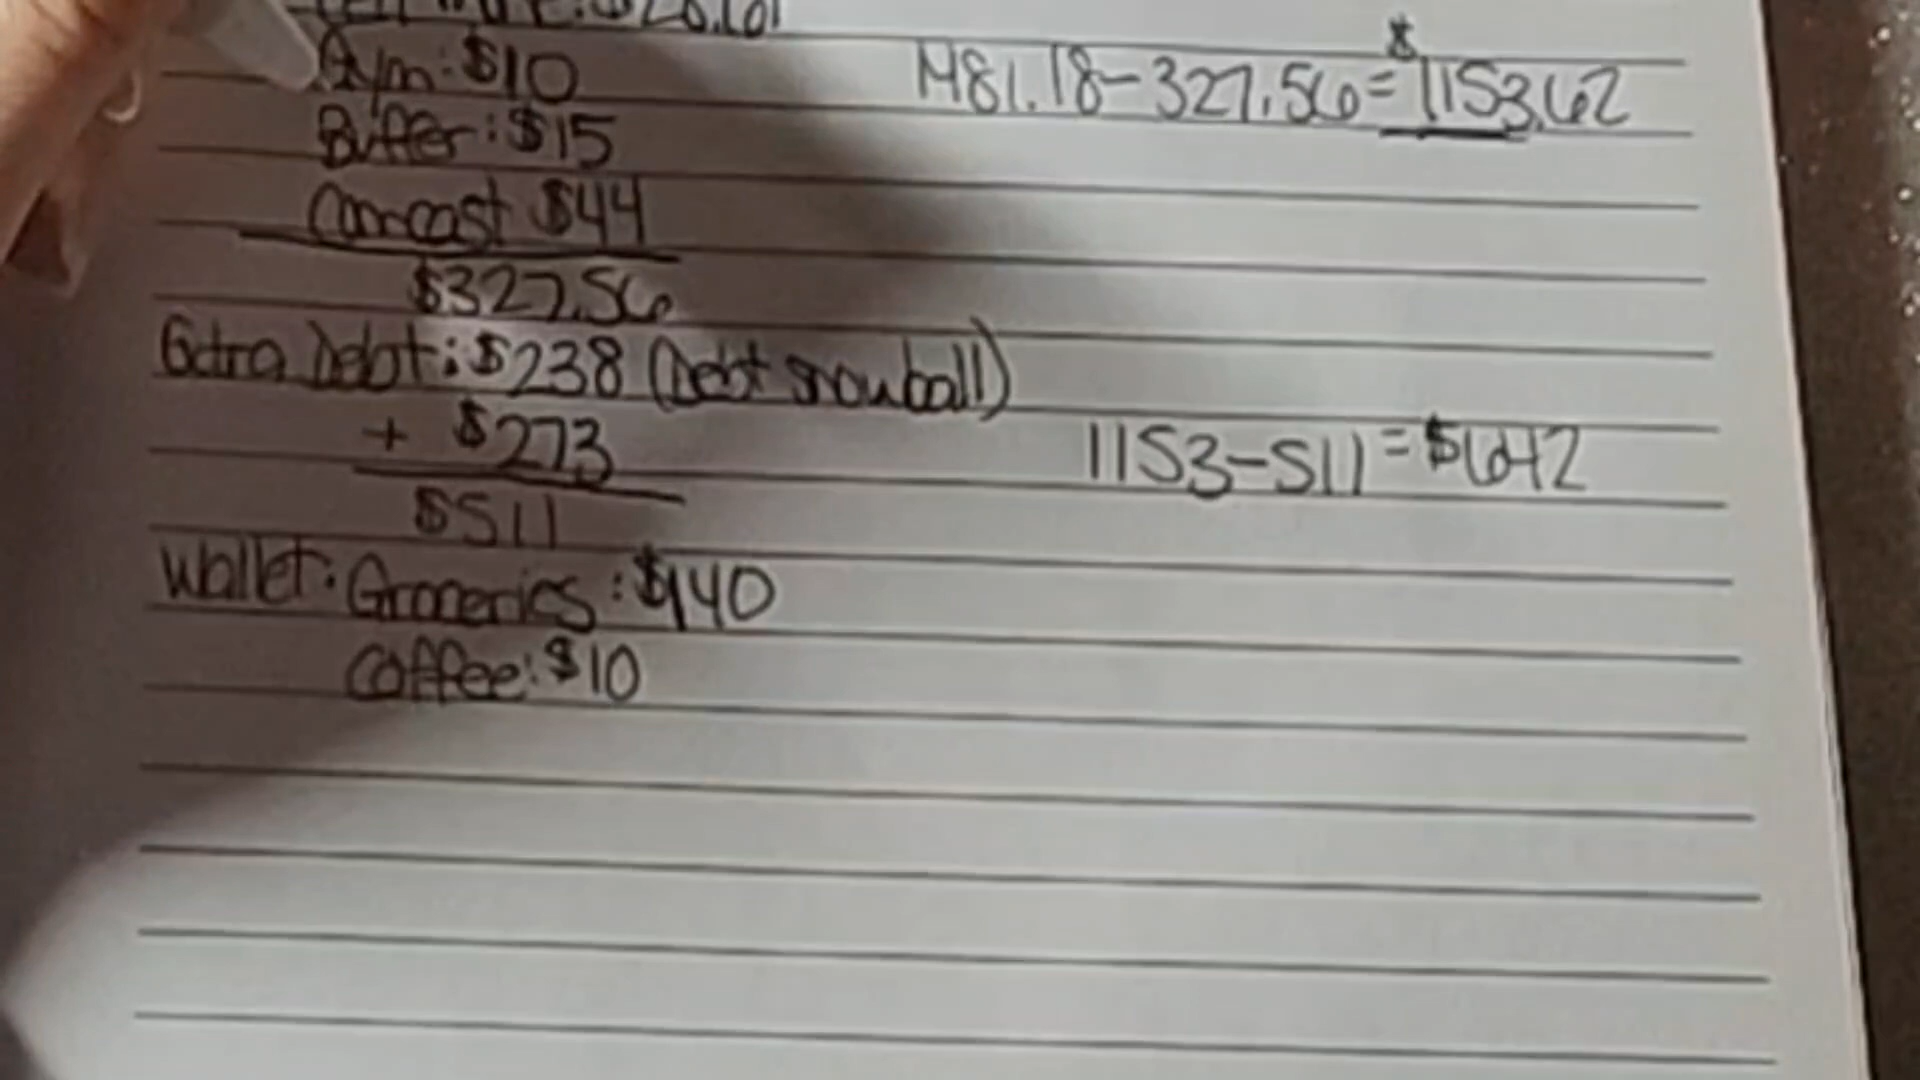 Gym: $10
1481.18-327.56= $1153.62
Buffer: $15
Comcast $44
$327.56
Extra Debt: $238 (Debt snowball)
+ $273
1153-511=$642
$511
Wallet: Groceries: $140
Coffee: $10